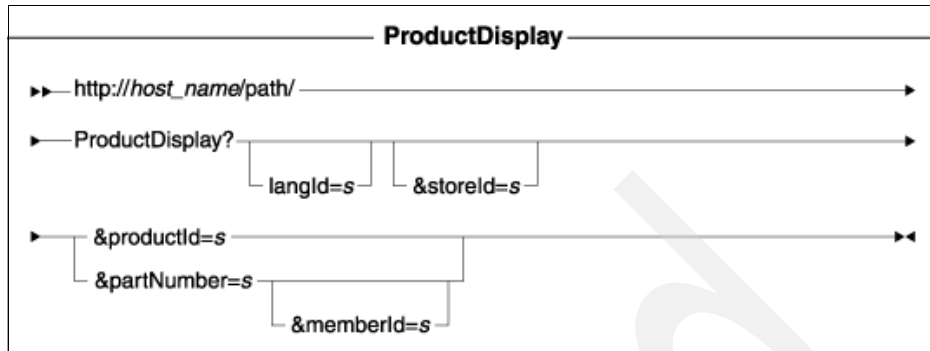 ProductDisplay
http://host_name/path/
ProductDisplay?
langId=s &storeId=s
&productId=s
&partNumber=s
&memberId=s